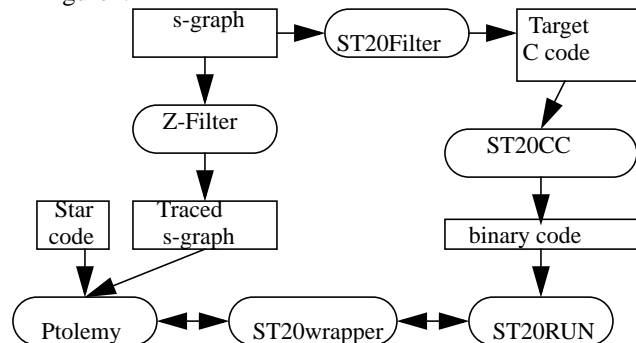 s-graph
ST20Filter
Target
C code
Z-Filter
ST20CC
Star
code
Traced
s-graph
binary code
Ptolemy
ST20wrapper
ST20RUN